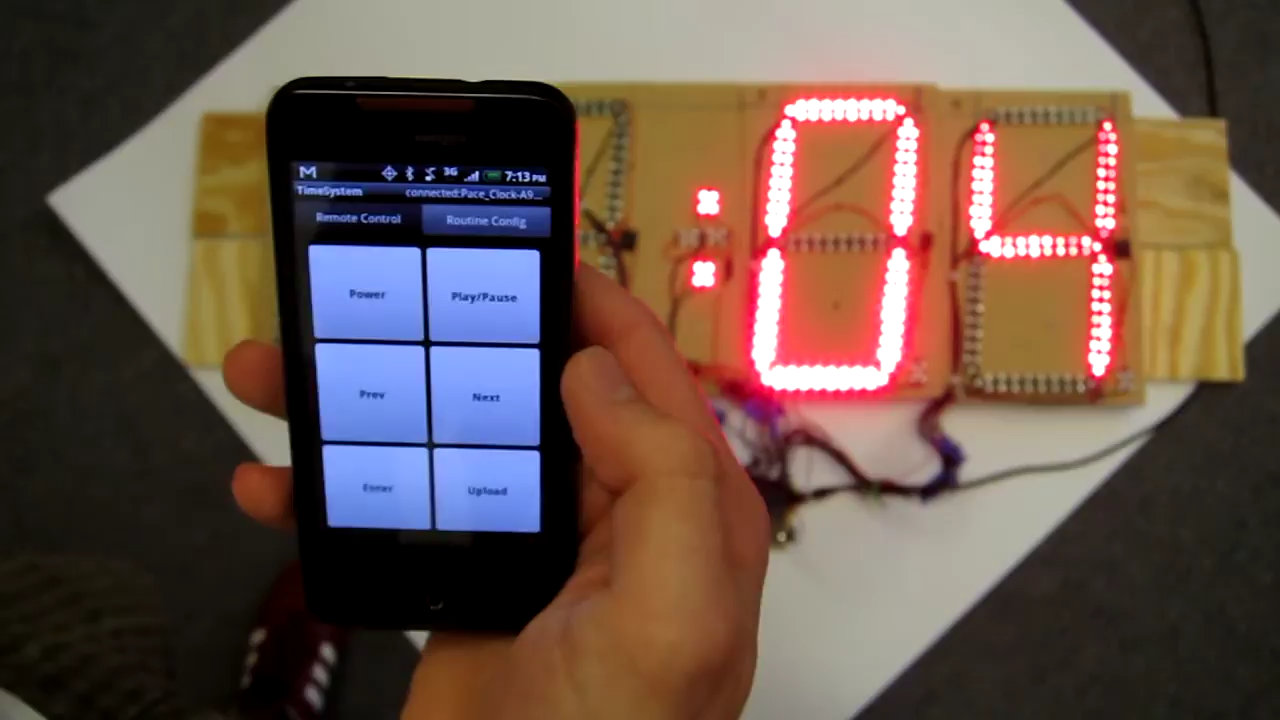 M 3G 7:13 PM
TimeSystem connected:Pace_Clock-A9...
Remote Control Routine Config
Power Play/Pause
Prev Next
Enter Upload
:04